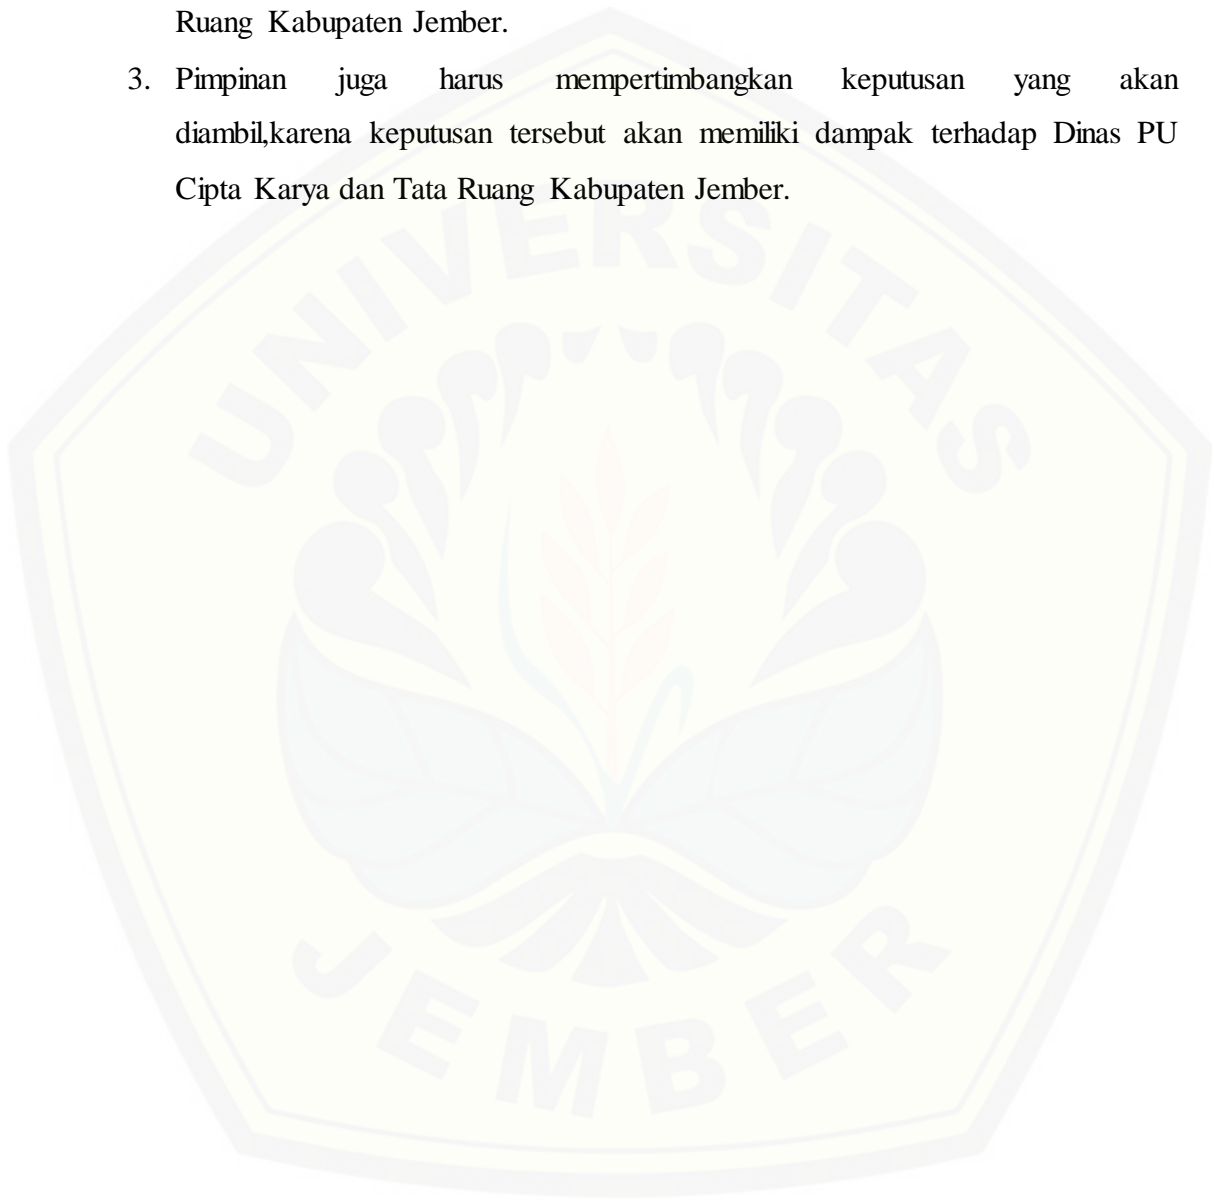 Ruang Kabupaten Jember.
3. Pimpinan juga harus mempertimbangkan keputusan yang akan
diambil,karena keputusan tersebut akan memiliki dampak terhadap Dinas PU
Cipta Karya dan Tata Ruang Kabupaten Jember.
UNIVERSITAS
JEMBER